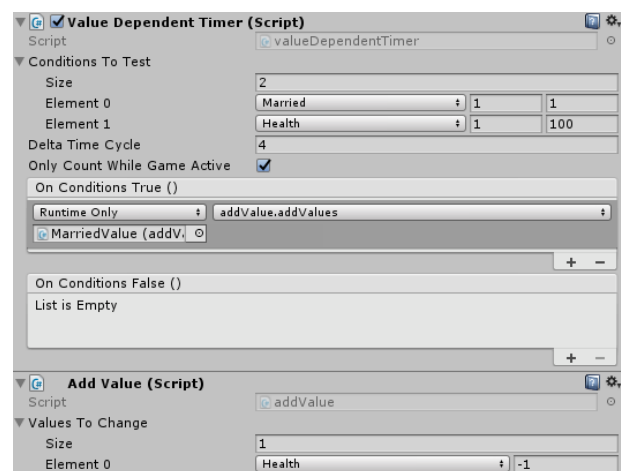 Value Dependent Timer (Script)
Script valueDependentTimer
Conditions To Test
Size 2
Element 0 Married 1 1
Element 1 Health 1 100
Delta Time Cycle 4
Only Count While Game Active
On Conditions True ()
Runtime Only addValue.addValues
MarriedValue (addV
+ −
On Conditions False ()
List is Empty
+ −
Add Value (Script)
Script addValue
Values To Change
Size 1
Element 0 Health -1